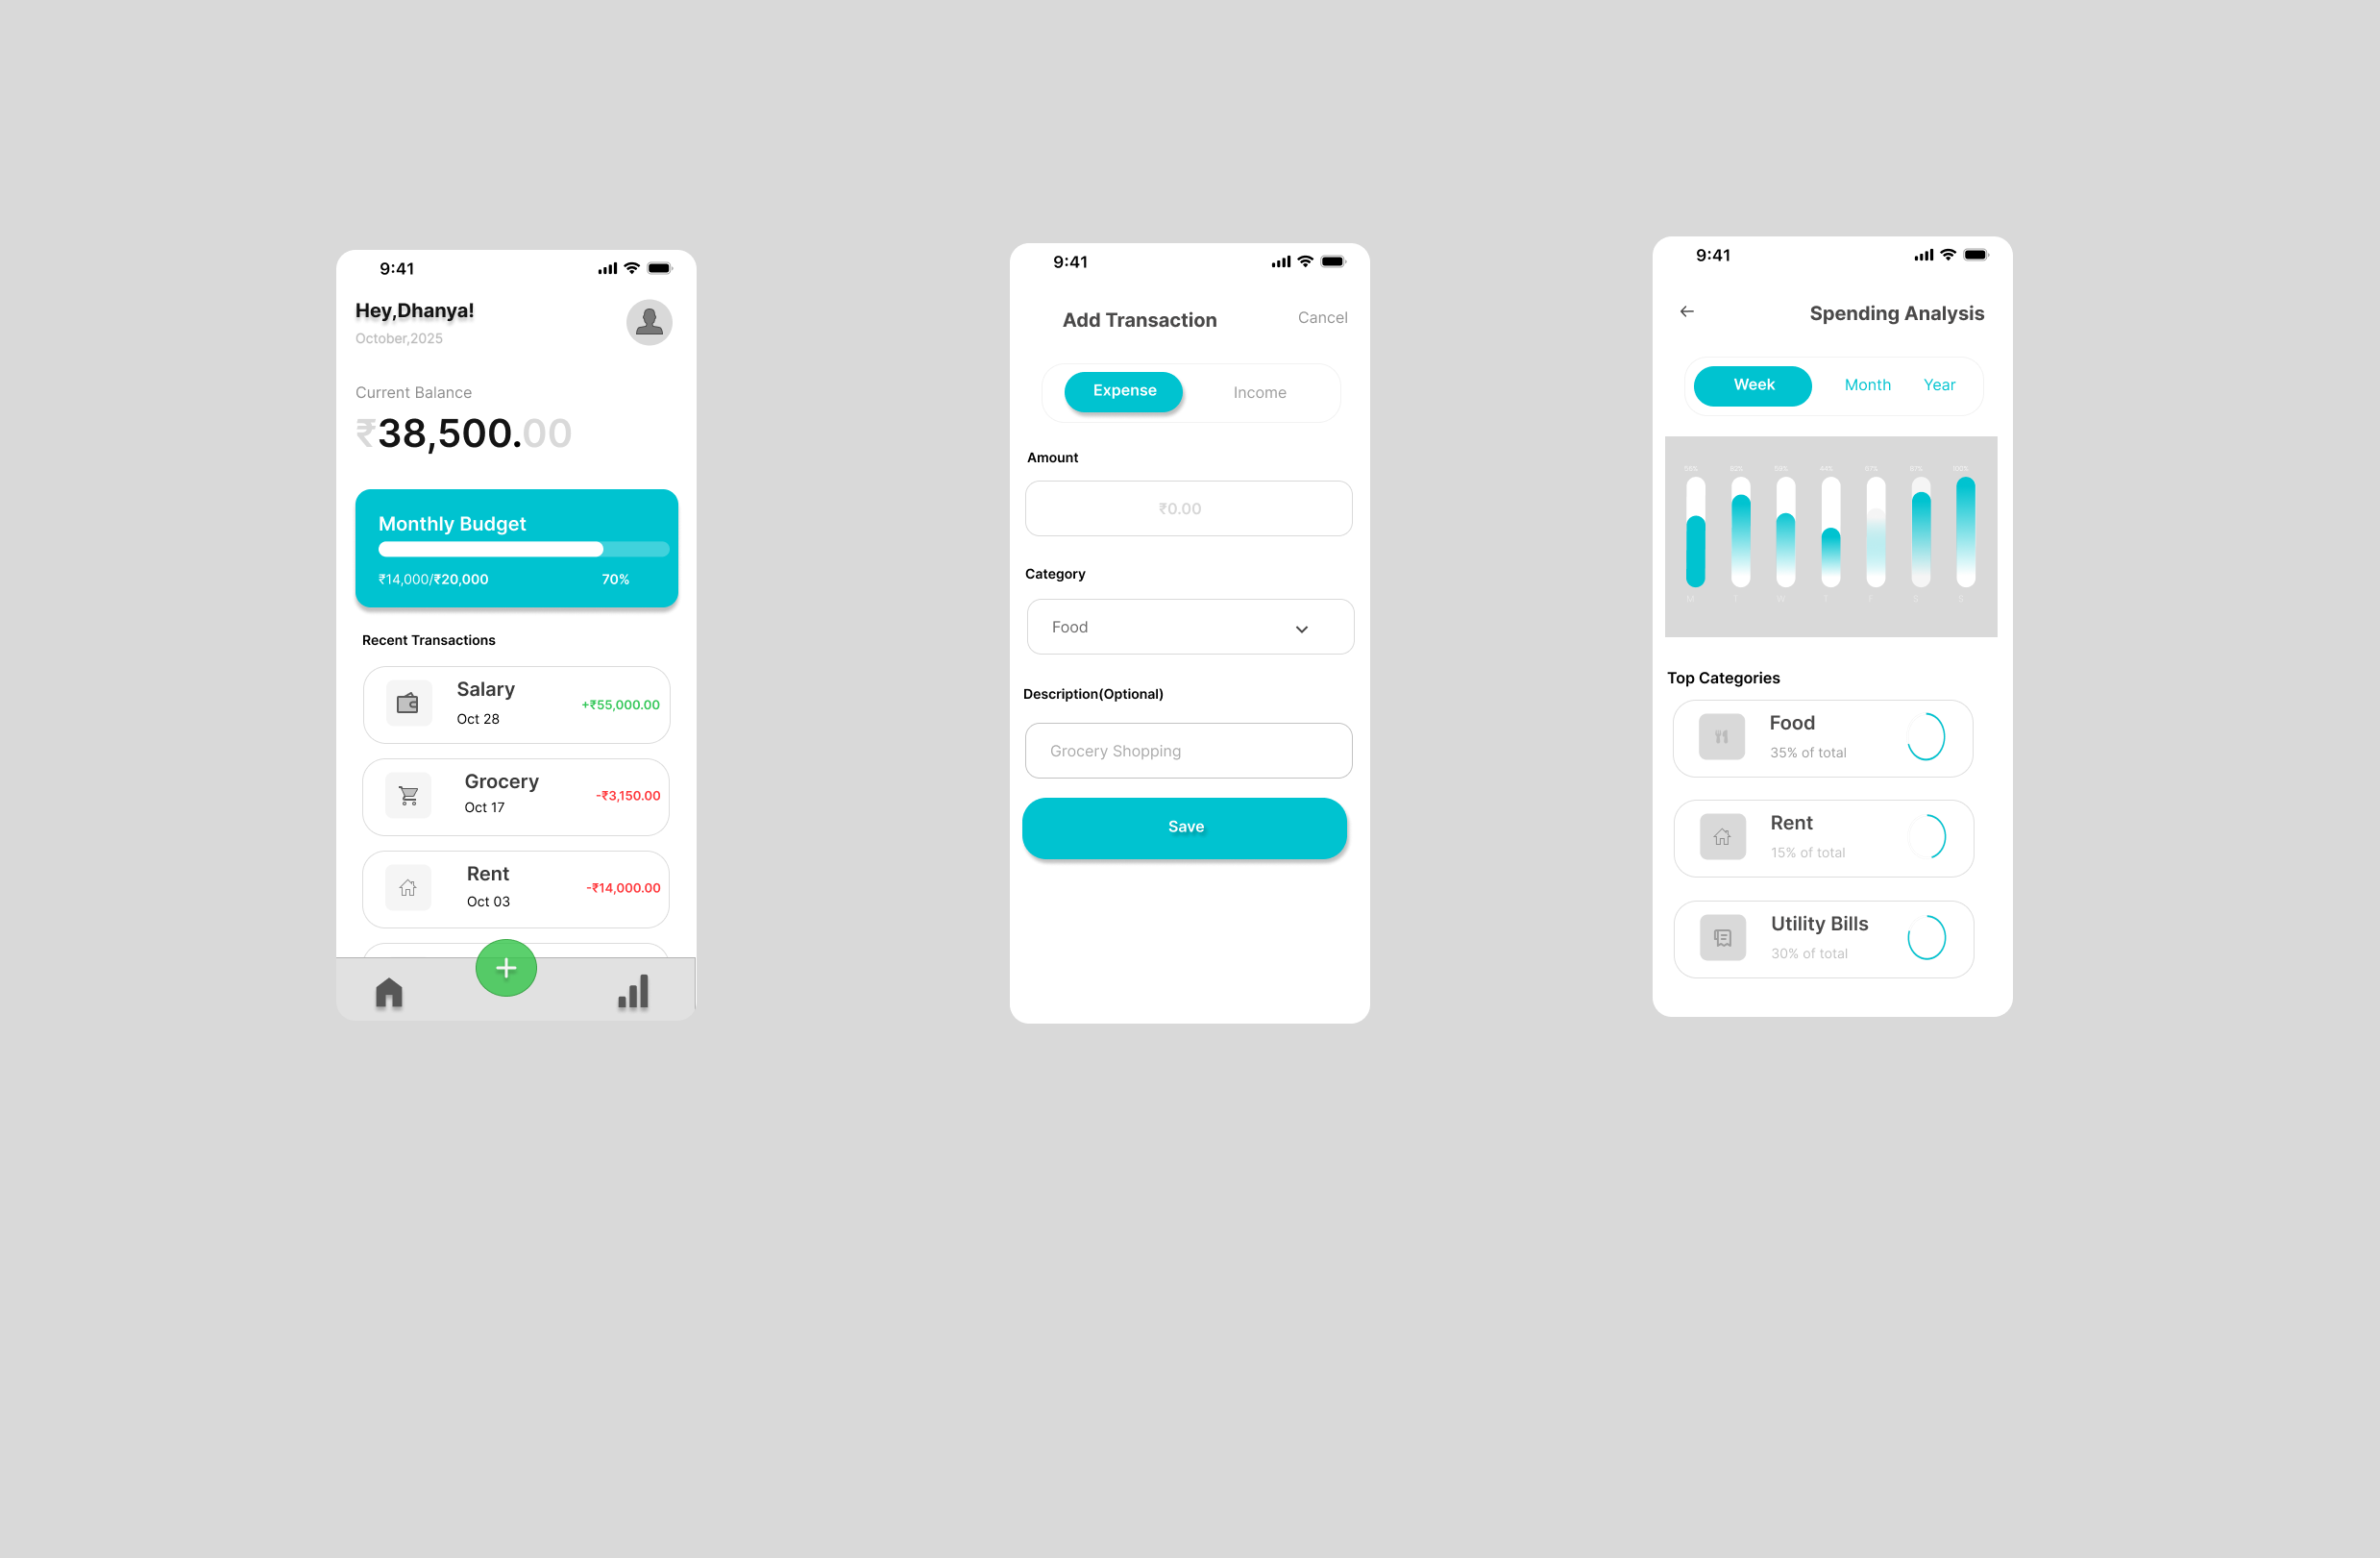 9:41
Hey,Dhanya!
October,2025
Current Balance
₹38,500.00
Monthly Budget
₹14,000/₹20,000 70%
Recent Transactions
Salary
+₹55,000.00
Oct 28
Grocery
-₹3,150.00
Oct 17
Rent
-₹14,000.00
Oct 03
9:41
Add Transaction Cancel
Expense Income
Amount
₹0.00
Category
Food
Description(Optional)
Grocery Shopping
Save
9:41
Spending Analysis
Week Month Year
M T W T S S
Top Categories
Food
35% of total
Rent
15% of total
Utility Bills
30% of total